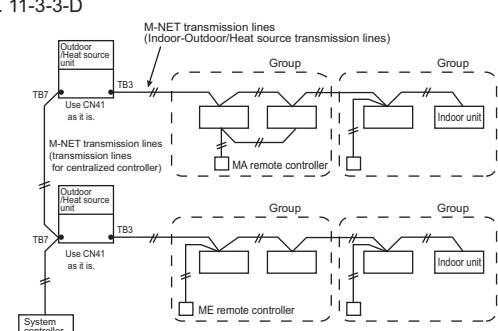 . 11-3-3-D
M-NET transmission lines
(Indoor-Outdoor/Heat source transmission lines)
Outdoor
/Heat source
unit
Group
Group
TB7
TB3
Use CN41
as it is.
Indoor unit
M-NET transmission lines
(transmission lines
for centralized controller)
MA remote controller
Outdoor
/Heat source
unit
Group
Group
TB7
TB3
Use CN41
as it is.
Indoor unit
ME remote controller
System
controller